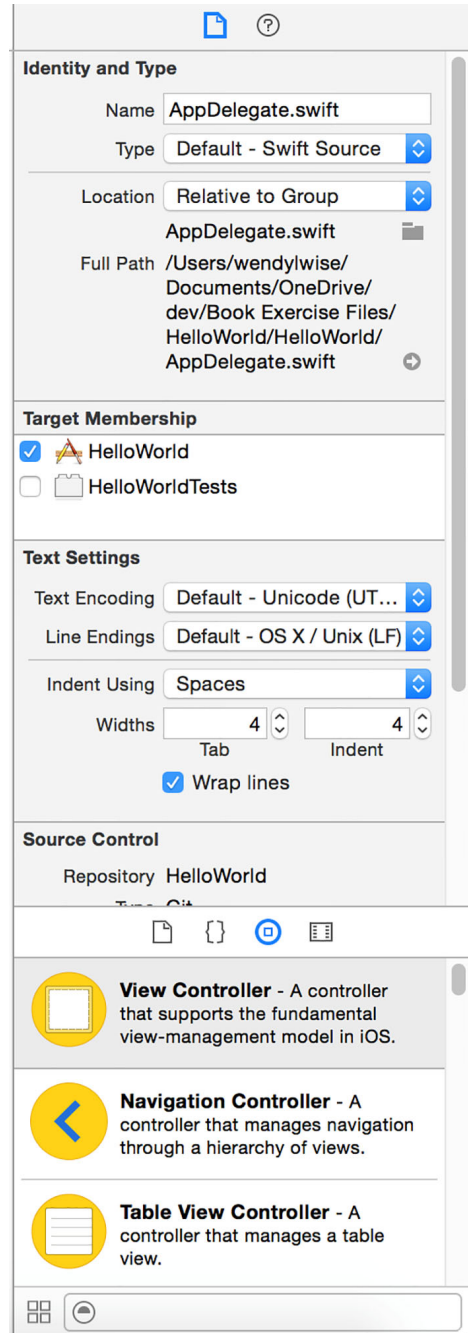 Identity and Type
Name AppDelegate.swift
Type Default - Swift Source
Location Relative to Group
AppDelegate.swift
Full Path /Users/wendylwise/
Documents/OneDrive/
dev/Book Exercise Files/
HelloWorld/HelloWorld/
AppDelegate.swift
Target Membership
HelloWorld
HelloWorldTests
Text Settings
Text Encoding Default - Unicode (UT...
Line Endings Default - OS X / Unix (LF)
Indent Using Spaces
Widths 4 4
Tab Indent
Wrap lines
Source Control
Repository HelloWorld
Type Git
{}
View Controller - A controller
that supports the fundamental
view-management model in iOS.
Navigation Controller - A
controller that manages navigation
through a hierarchy of views.
Table View Controller - A
controller that manages a table
view.